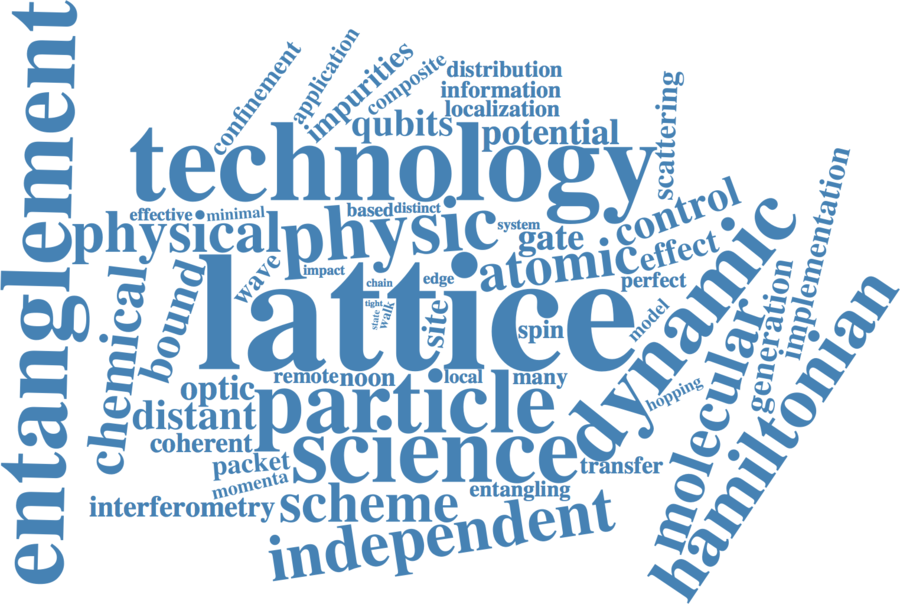 entanglement
confinement
application
impurities
composite
distribution
information
localization
qubits
potential
scattering
technology
effective
minimal
physical
physic
based
distinct
system
gate
control
effect
atomic
perfect
implementation
dynamic
chemical
bound
wave
impact
lattice
chain
tight
state
walk
edge
site
spin
model
molecular
generation
hamiltonian
hopping
optic
remote
noon
local
many
distant
particle
coherent
science
packet
momenta
transfer
entangling
interferometry
scheme
independent